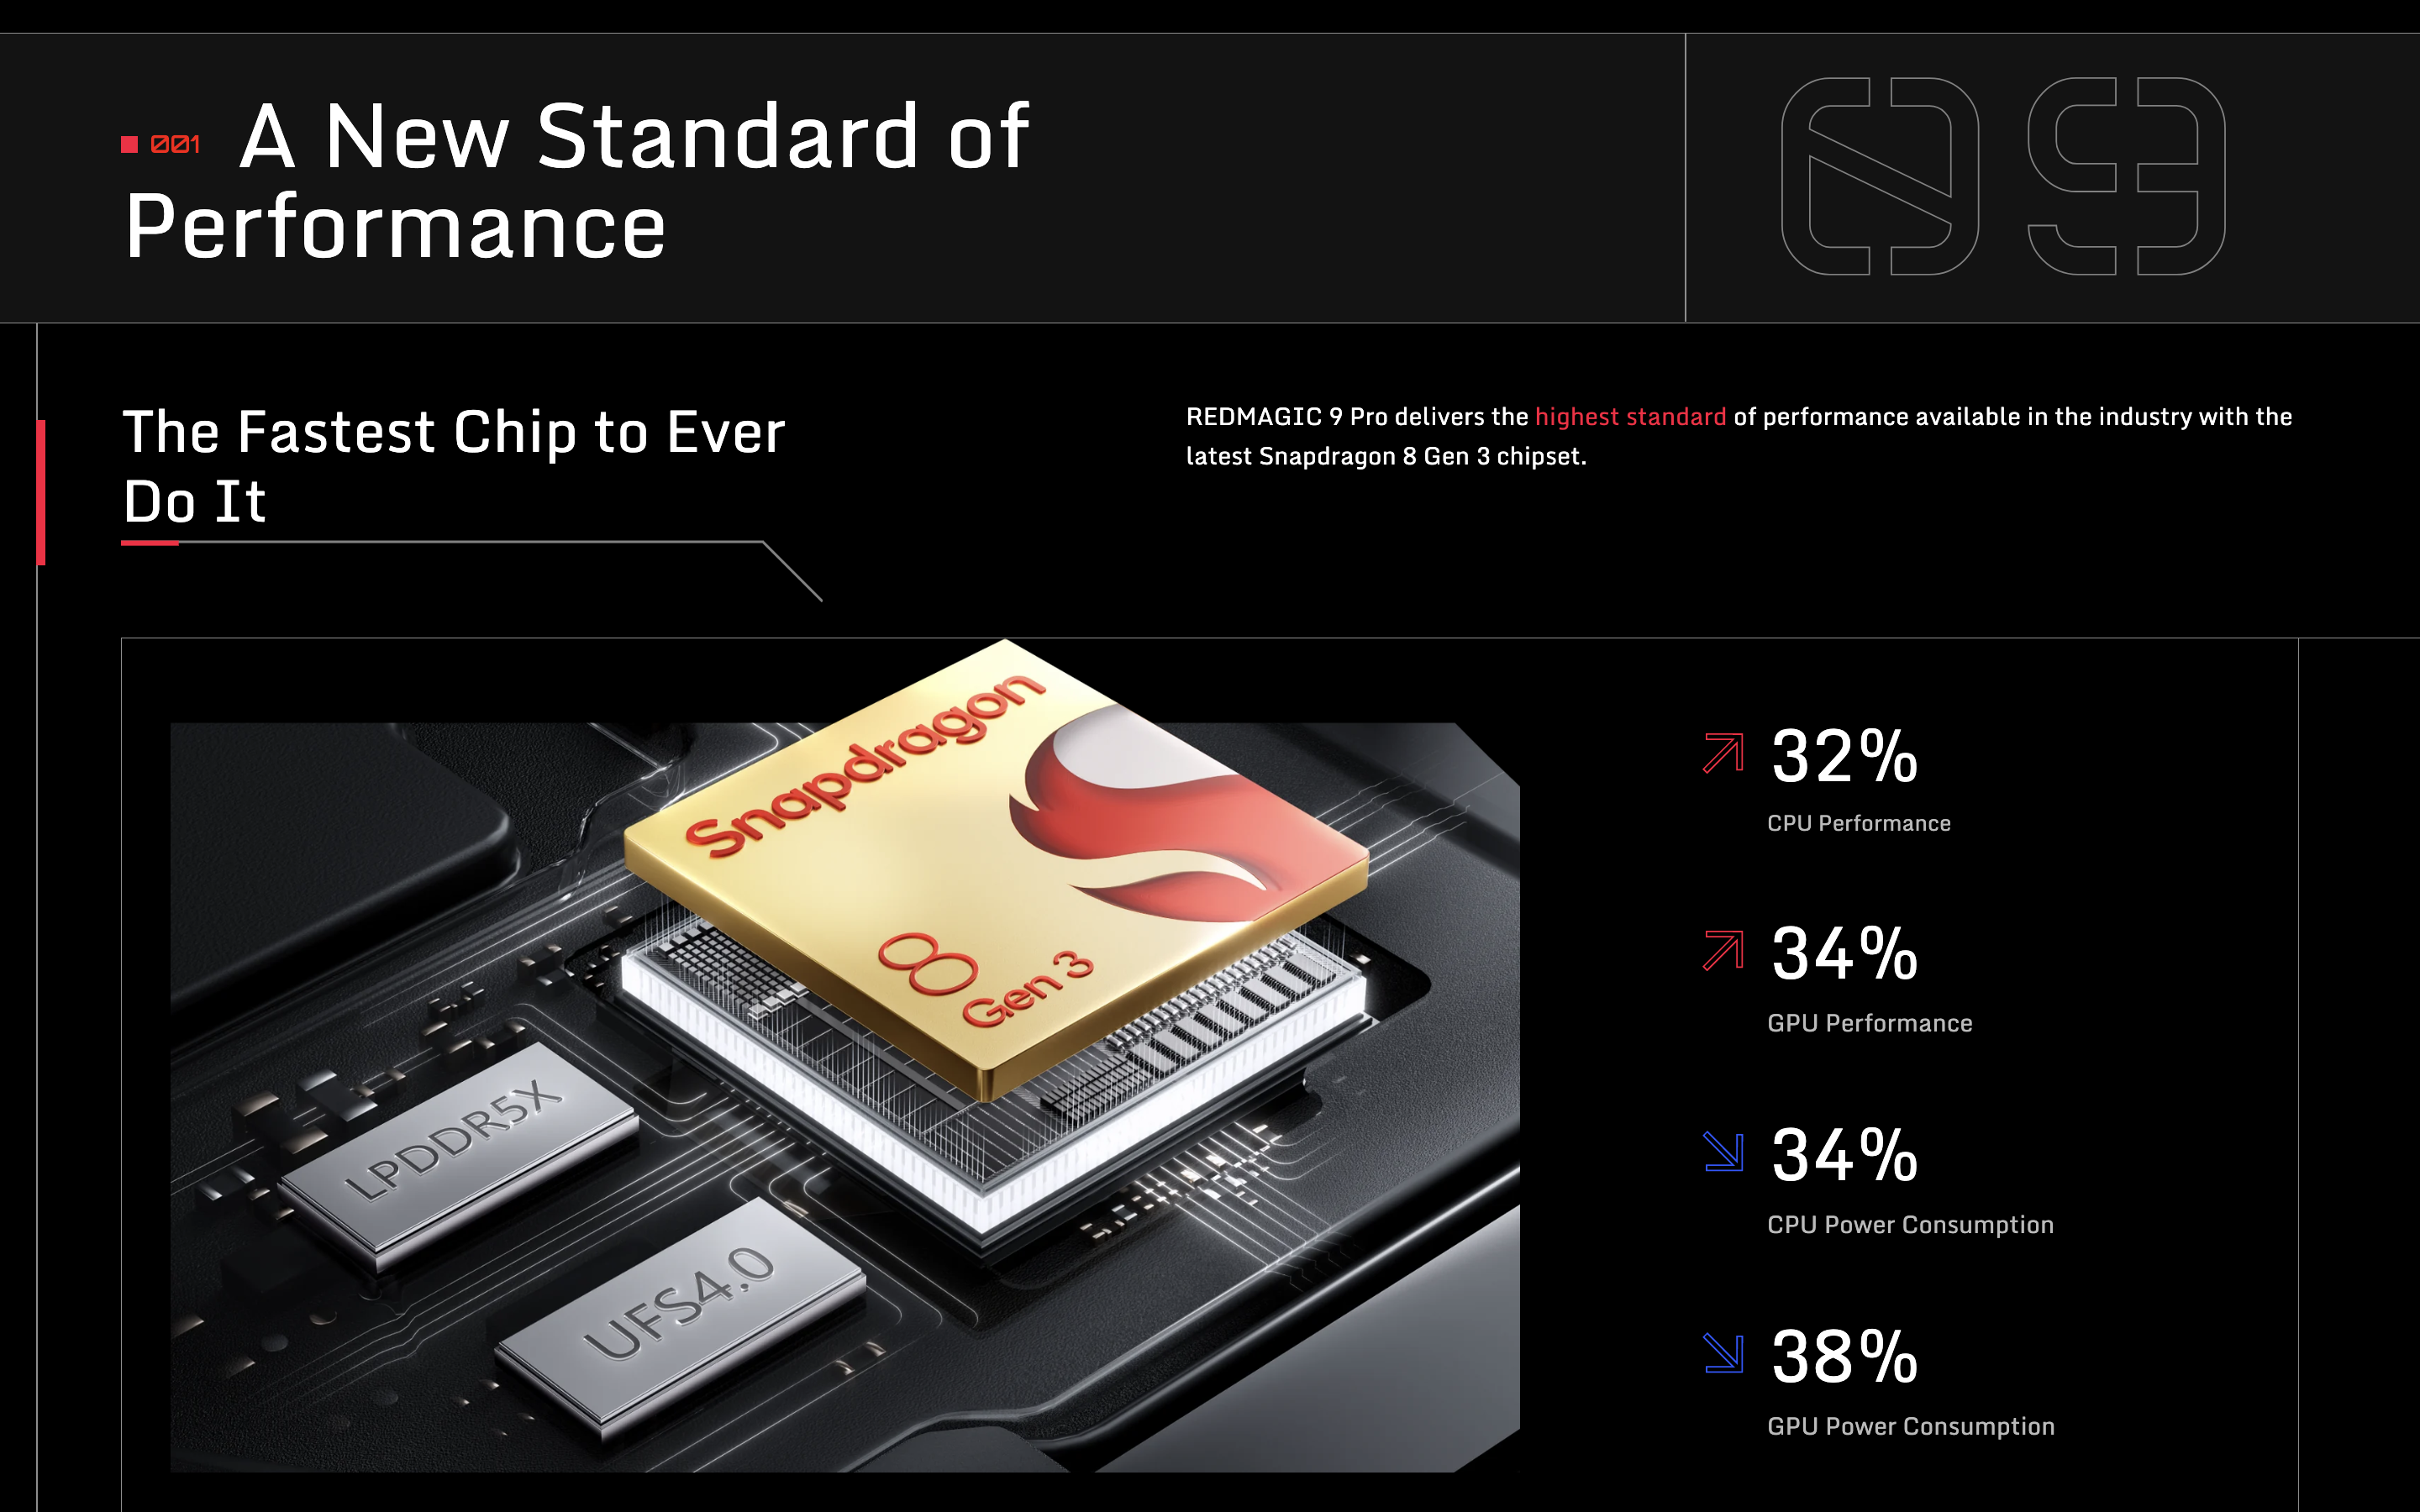 001 A New Standard of
Performance
09
The Fastest Chip to Ever
Do It
REDMAGIC 9 Pro delivers the highest standard of performance available in the industry with the
latest Snapdragon 8 Gen 3 chipset.
Snapdragon
8
Gen 3
LPDDR5X
UFS4.0
32%
CPU Performance
34%
GPU Performance
34%
CPU Power Consumption
38%
GPU Power Consumption